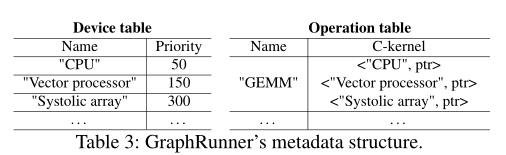 Device table Operation table
Name Priority Name C-kernel
"CPU" 50 <"CPU", ptr>
"Vector processor" 150 "GEMM" <"Vector processor", ptr>
"Systolic array" 300 <"Systolic array", ptr>
... ... ... ...
Table 3: GraphRunner's metadata structure.